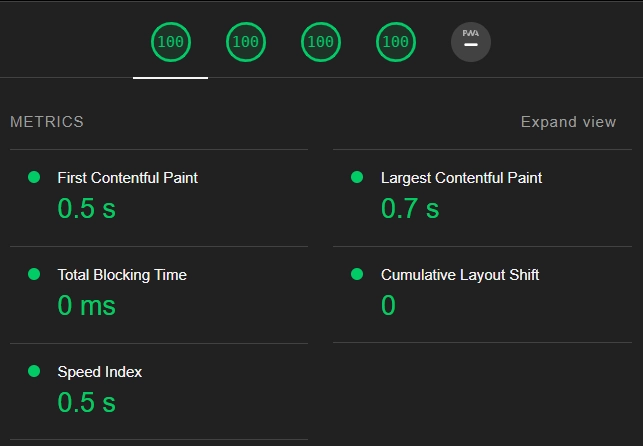 100 100 100 100 PWA
METRICS Expand view
First Contentful Paint
0.5 s
Largest Contentful Paint
0.7 s
Total Blocking Time
0 ms
Cumulative Layout Shift
0
Speed Index
0.5 s